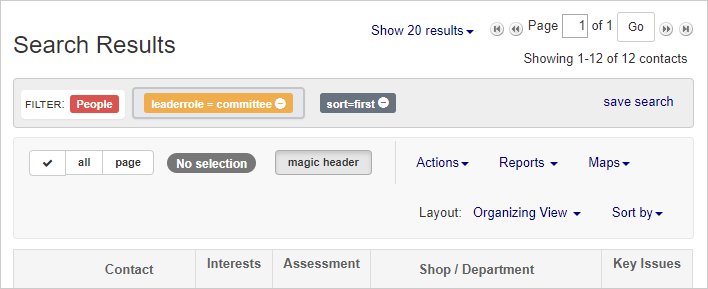 Search Results
Show 20 results
Page 1 of 1 Go
Showing 1-12 of 12 contacts
FILTER: People leaderrole = committee sort=first save search
all page No selection magic header Actions Reports Maps
Layout: Organizing View Sort by
Contact Interests Assessment Shop / Department Key Issues